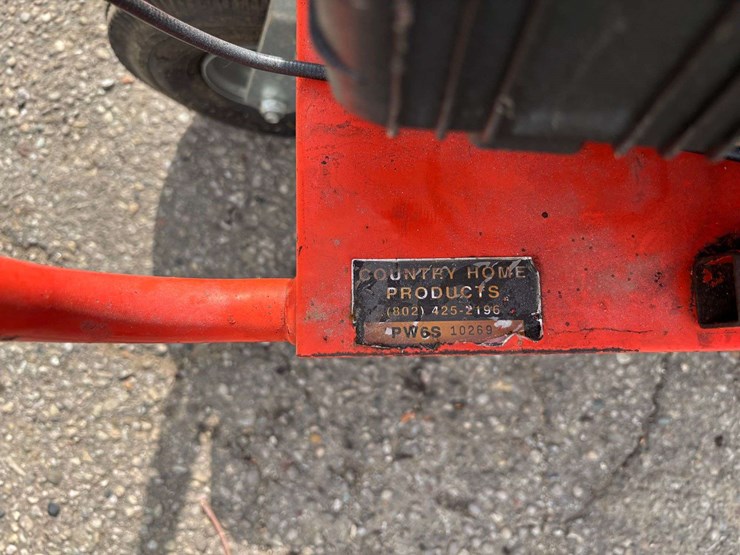 COUNTRY HOME
PRODUCTS
(802) 425-2196
PW6S 10269